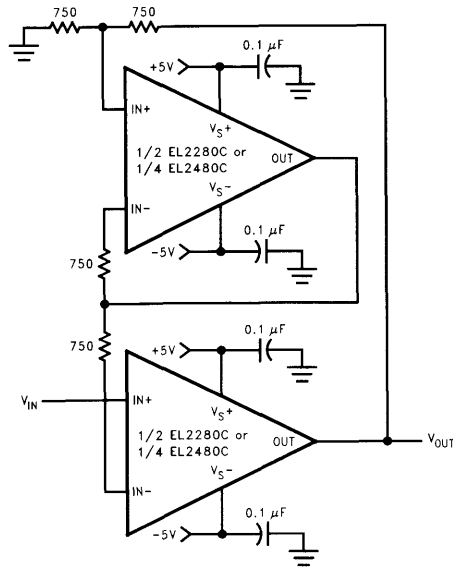 750
750
0.1 µF
+5V
IN+
VS+
1/2 EL2280C or
1/4 EL2480C
OUT
VS−
IN−
0.1 µF
−5V
750
750
0.1 µF
+5V
VIN
IN+
VS+
1/2 EL2280C or
1/4 EL2480C
OUT
VOUT
VS−
IN−
0.1 µF
−5V